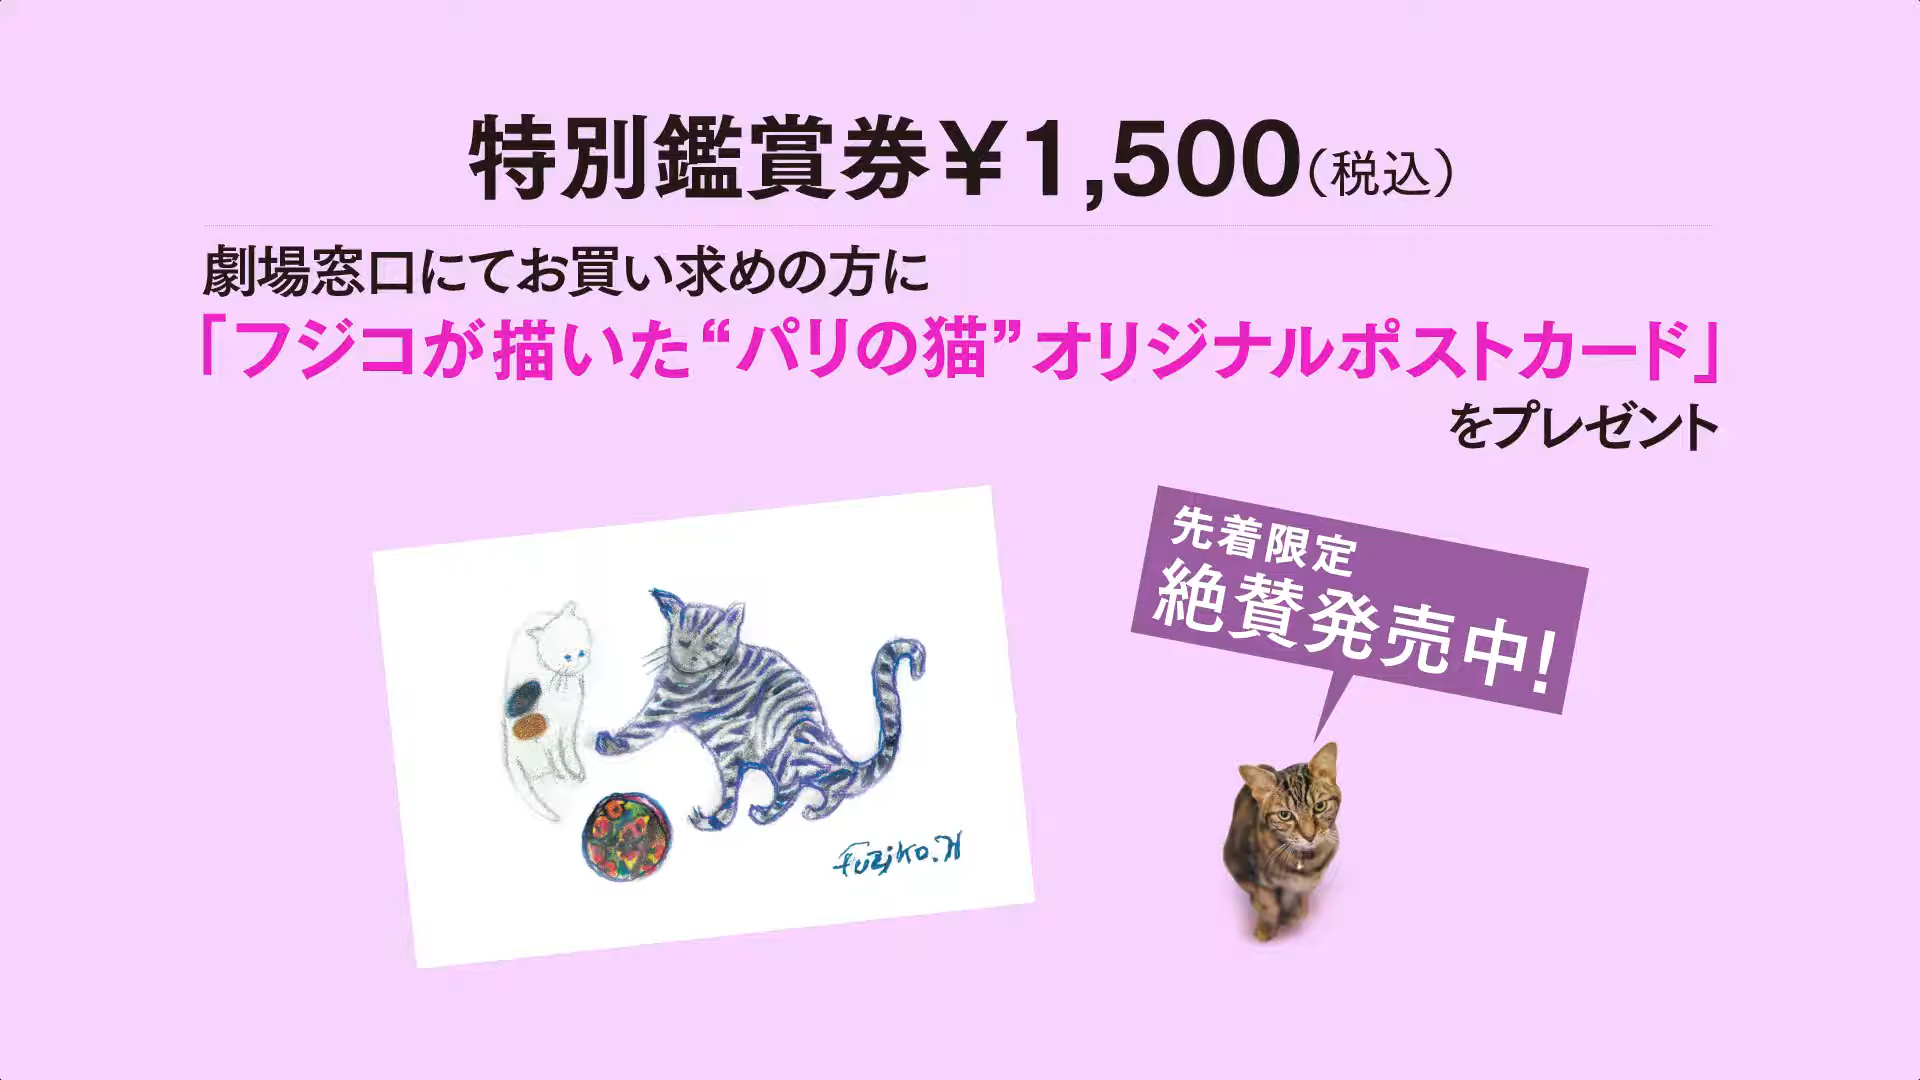 特別鑑賞券￥1,500（税込）
劇場窓口にてお買い求めの方に
「フジコが描いた“パリの猫”オリジナルポストカード」
をプレゼント
先着限定
絶賛発売中!
Fuziko.H